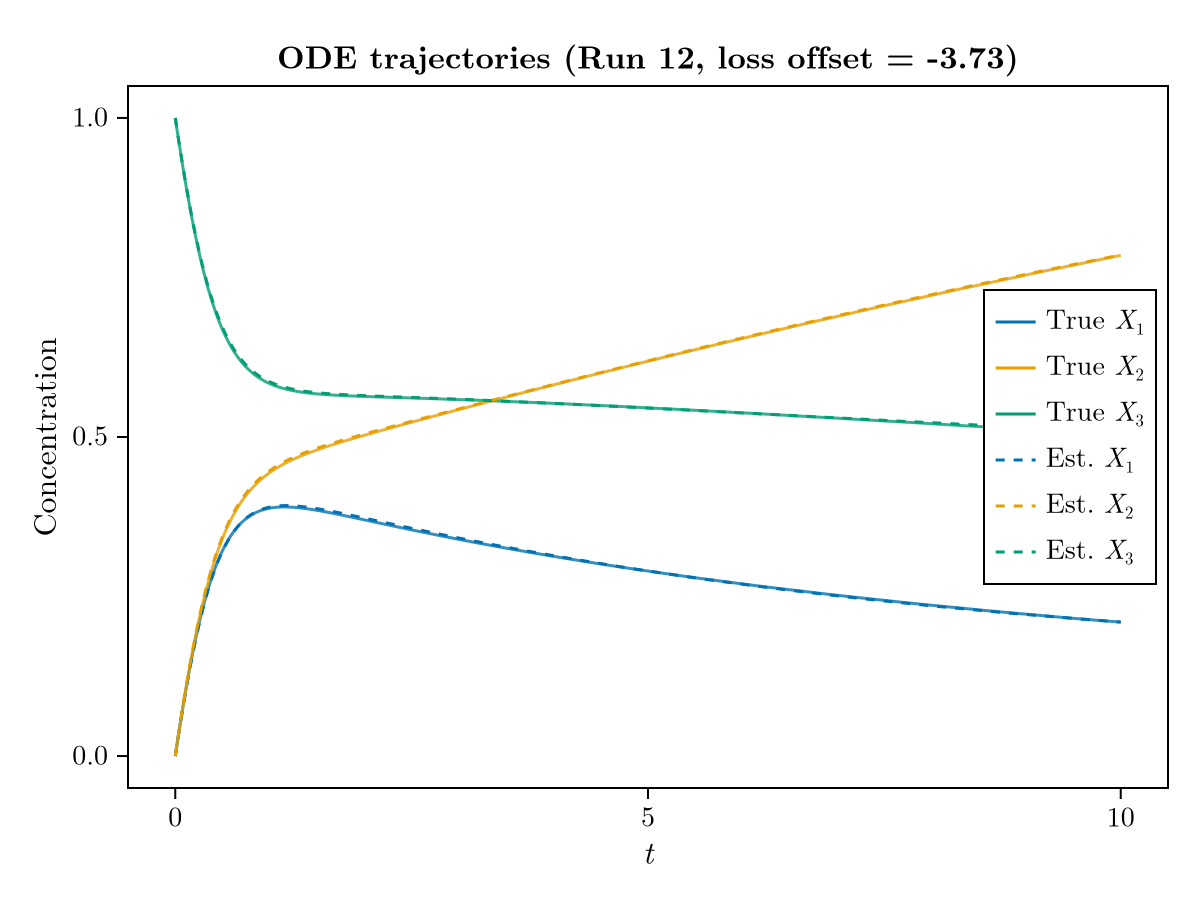 ODE trajectories (Run 12, loss offset = -3.73)
Concentration
1.0
0.5
0.0
0
5
10
t
True X₁
True X₂
True X₃
Est. X₁
Est. X₂
Est. X₃